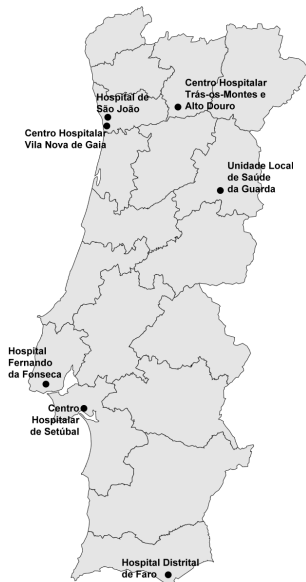 Centro Hospitalar
Trás-os-Montes e
Alto Douro
Hospital de
São João
Centro Hospitalar
Vila Nova de Gaia
Unidade Local
de Saúde
da Guarda
Hospital
Fernando
da Fonseca
Centro
Hospitalar
de Setúbal
Hospital Distrital
de Faro